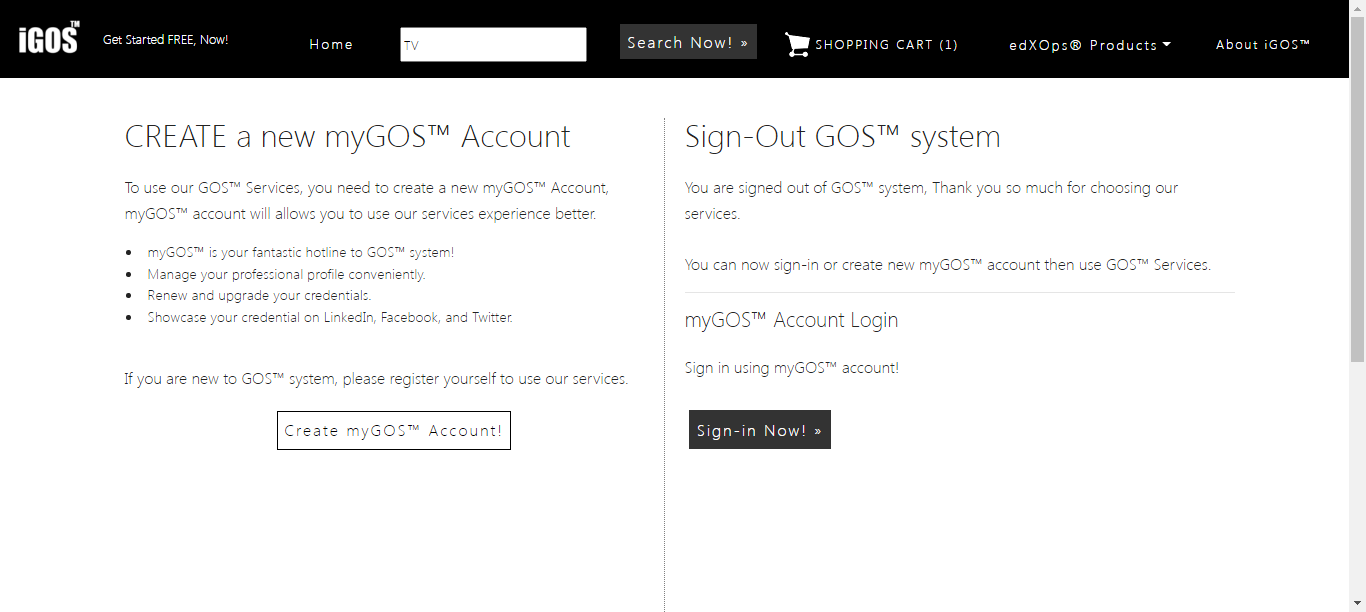 iGOS™
Get Started FREE, Now!
Home
TV
Search Now! »
SHOPPING CART (1)
edXOps® Products
About iGOS™
CREATE a new myGOS™ Account
To use our GOS™ Services, you need to create a new myGOS™ Account,
myGOS™ account will allows you to use our services experience better.
myGOS™ is your fantastic hotline to GOS™ system!
Manage your professional profile conveniently.
Renew and upgrade your credentials.
Showcase your credential on LinkedIn, Facebook, and Twitter.
If you are new to GOS™ system, please register yourself to use our services.
Create myGOS™ Account!
Sign-Out GOS™ system
You are signed out of GOS™ system, Thank you so much for choosing our
services.
You can now sign-in or create new myGOS™ account then use GOS™ Services.
myGOS™ Account Login
Sign in using myGOS™ account!
Sign-in Now! »